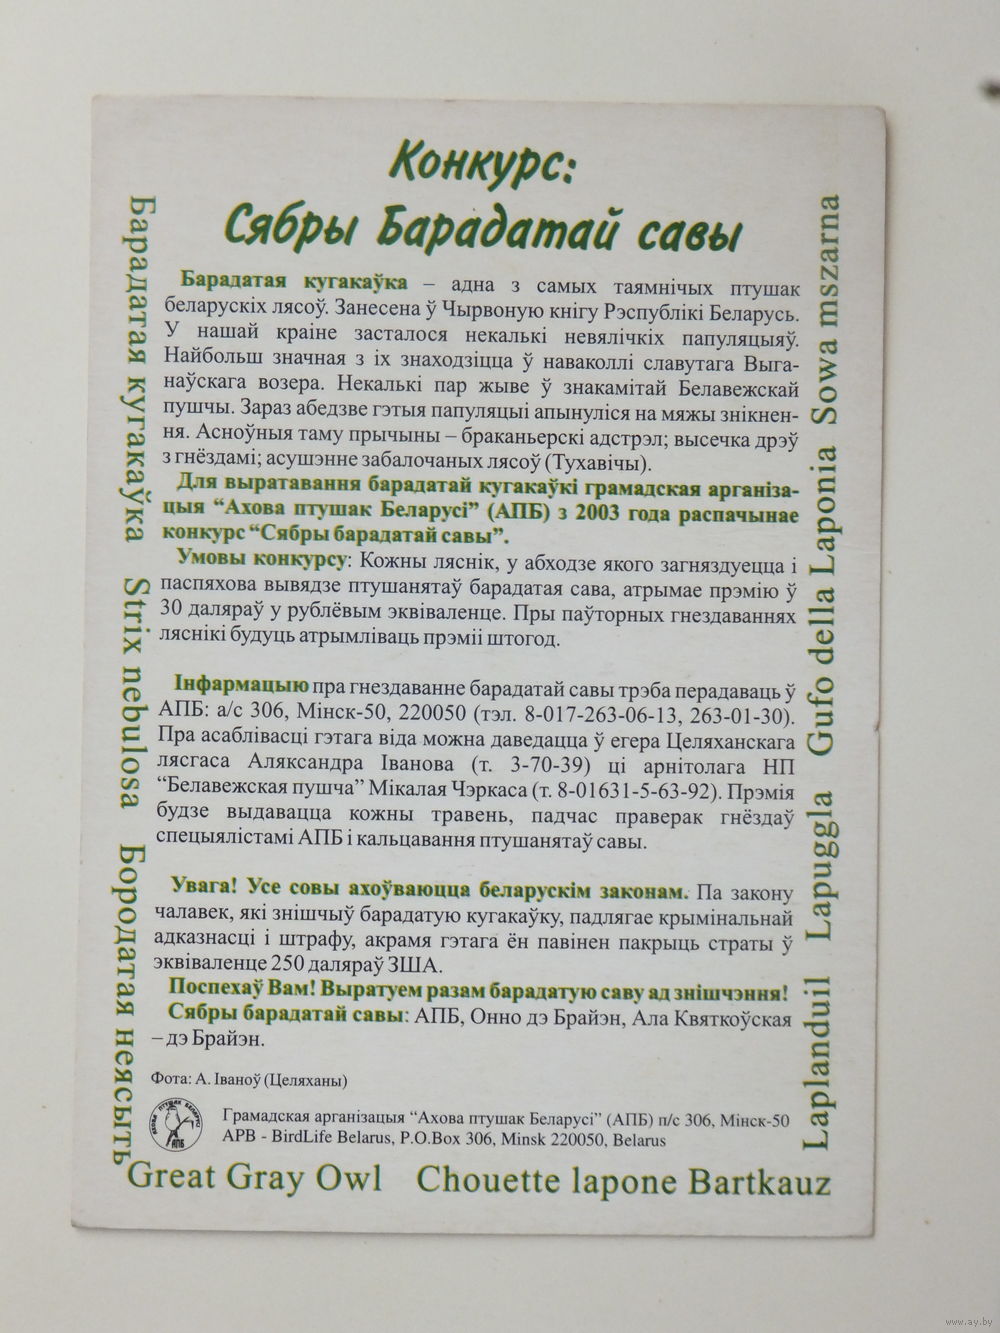 Конкурс:
Сябры Барадатай савы
Барадатая кугакаўка – адна з самых таямнічых птушак
беларускіх лясоў. Занесена ў Чырвоную кнігу Рэспублікі Беларусь.
У нашай краіне засталося некалькі невялічкіх папуляцыяў.
Найбольш значная з іх знаходзіцца ў наваколлі славутага Выга-
наўскага возера. Некалькі пар жыве ў знакамітай Белавежскай
пушчы. Зараз абедзве гэтыя папуляцыі апынуліся на мяжы знікнен-
ня. Асноўныя таму прычыны – браканьерскі адстрэл; высечка дрэў
з гнёздамі; асушэнне забалочаных лясоў (Тухавічы).
Для выратавання барадатай кугакаўкі грамадская арганіза-
цыя “Ахова птушак Беларусі” (АПБ) з 2003 года распачынае
конкурс “Сябры барадатай савы”.
Умовы конкурсу: Кожны ляснік, у абходзе якого загняздуецца і
паспяхова вывядзе птушанятаў барадатая сава, атрымае прэмію ў
30 даляраў у рублёвым эквіваленце. Пры паўторных гнездаваннях
ляснікі будуць атрымліваць прэміі штогод.
Інфармацыю пра гнездаванне барадатай савы трэба перадаваць ў
АПБ: а/с 306, Мінск-50, 220050 (тэл. 8-017-263-06-13, 263-01-30).
Пра асаблівасці гэтага віда можна даведацца ў егера Целяханскага
лясгаса Аляксандра Іванова (т. 3-70-39) ці арнітолага НП
“Белавежская пушча” Мікалая Чэркаса (т. 8-01631-5-63-92). Прэмія
будзе выдавацца кожны травень, падчас праверак гнёздаў
спецыялістамі АПБ і кальцавання птушанятаў савы.
Увага! Усе совы ахоўваюцца беларускім законам. Па закону
чалавек, які знішчыў барадатую кугакаўку, падлягае крымінальнай
адказнасці і штрафу, акрамя гэтага ён павінен пакрыць страты ў
эквіваленце 250 даляраў ЗША.
Поспехаў Вам! Выратуем разам барадатую саву ад знішчэння!
Сябры барадатай савы: АПБ, Онно дэ Брайэн, Ала Квяткоўская
– дэ Брайэн.
Фота: А. Іваноў (Целяханы)
АХОВА ПТУШАК БЕЛАРУСІ
АПБ
Грамадская арганізацыя “Ахова птушак Беларусі” (АПБ) п/с 306, Мінск-50
APB - BirdLife Belarus, P.O.Box 306, Minsk 220050, Belarus
Барадатая кугакаўка Strix nebulosa Бородатая неясыть
Great Gray Owl Chouette lapone Bartkauz
Laplanduil Lapuggla Gufo della Laponia Sowa mszarna
www.ay.by